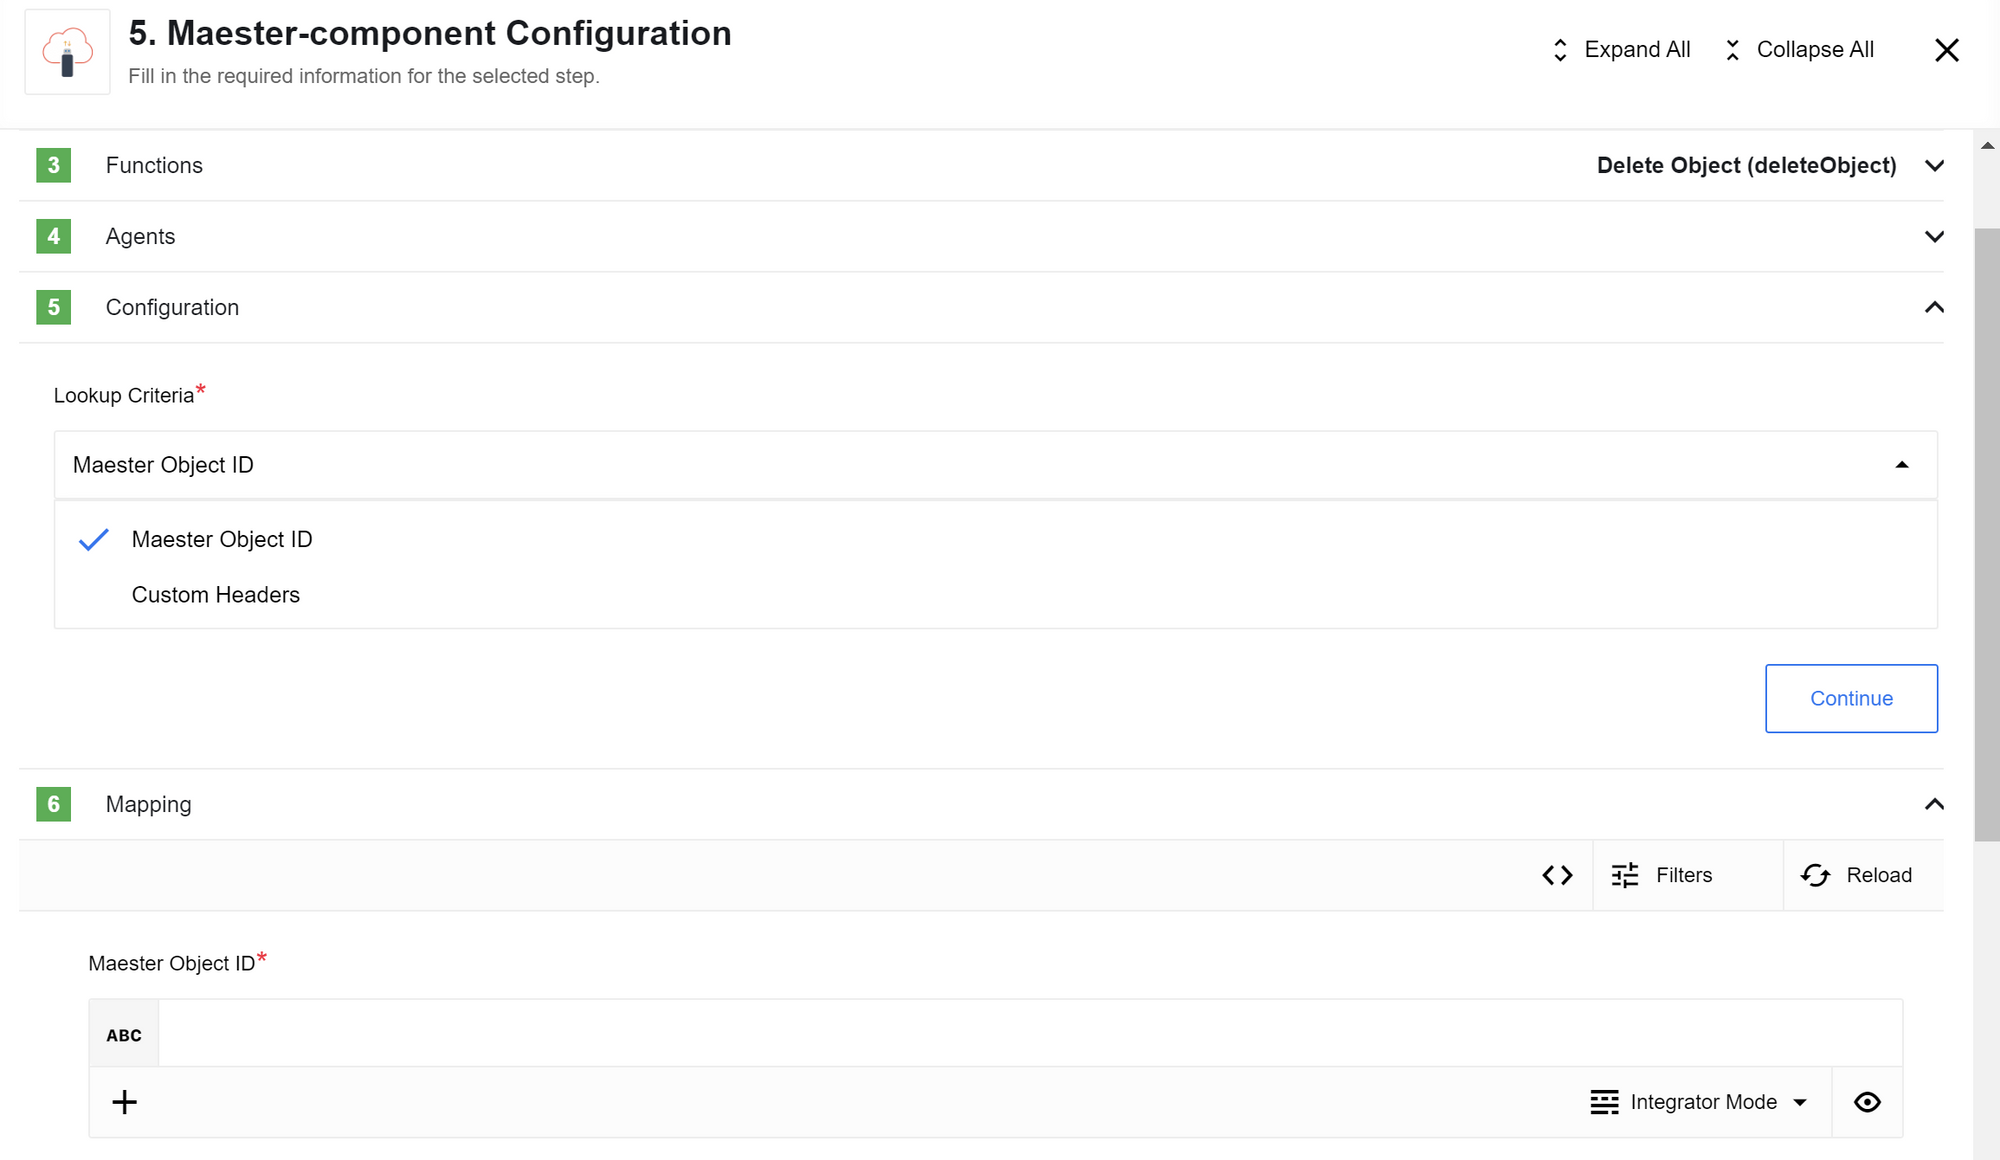 5. Maester-component Configuration
Fill in the required information for the selected step.
Expand All
Collapse All
3 Functions
Delete Object (deleteObject)
4 Agents
5 Configuration
Lookup Criteria*
Maester Object ID
Maester Object ID
Custom Headers
Continue
6 Mapping
Filters
Reload
Maester Object ID*
ABC
Integrator Mode